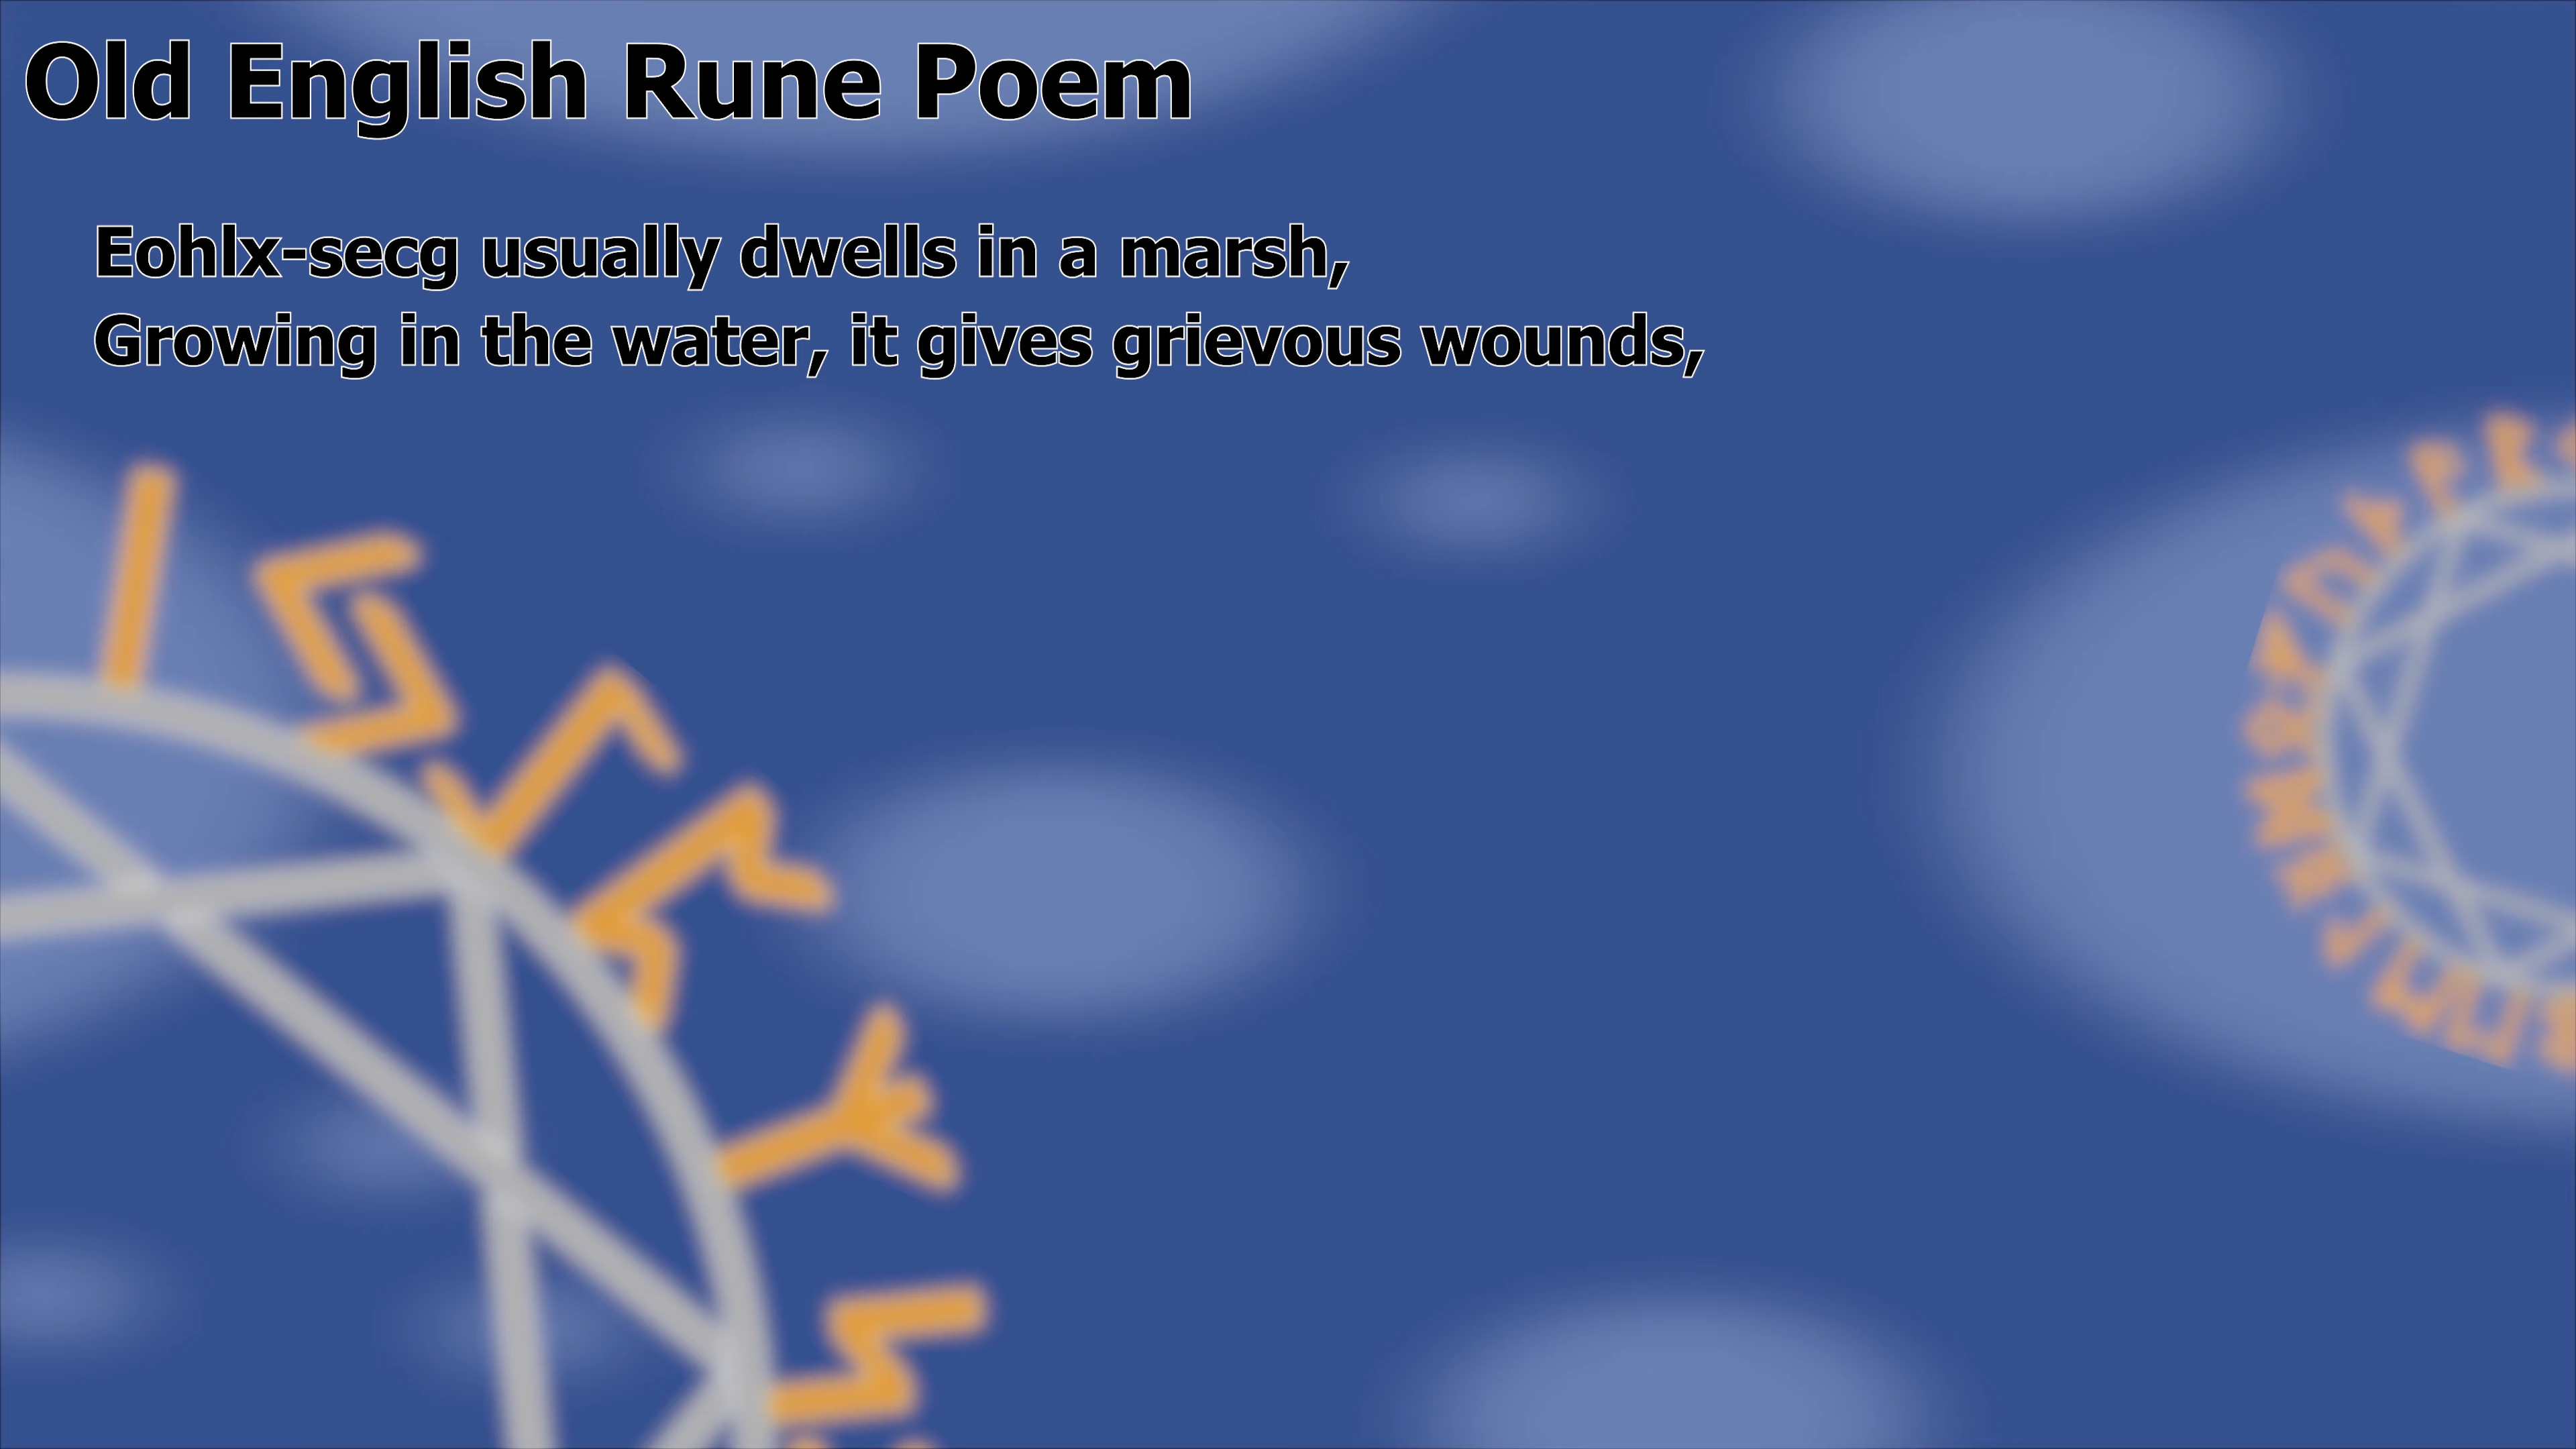 Old English Rune Poem
Eohlx-secg usually dwells in a marsh,
Growing in the water, it gives grievous wounds,
ᛁ
ᛃ
ᛇ
ᛈ
ᛉ
ᛋ